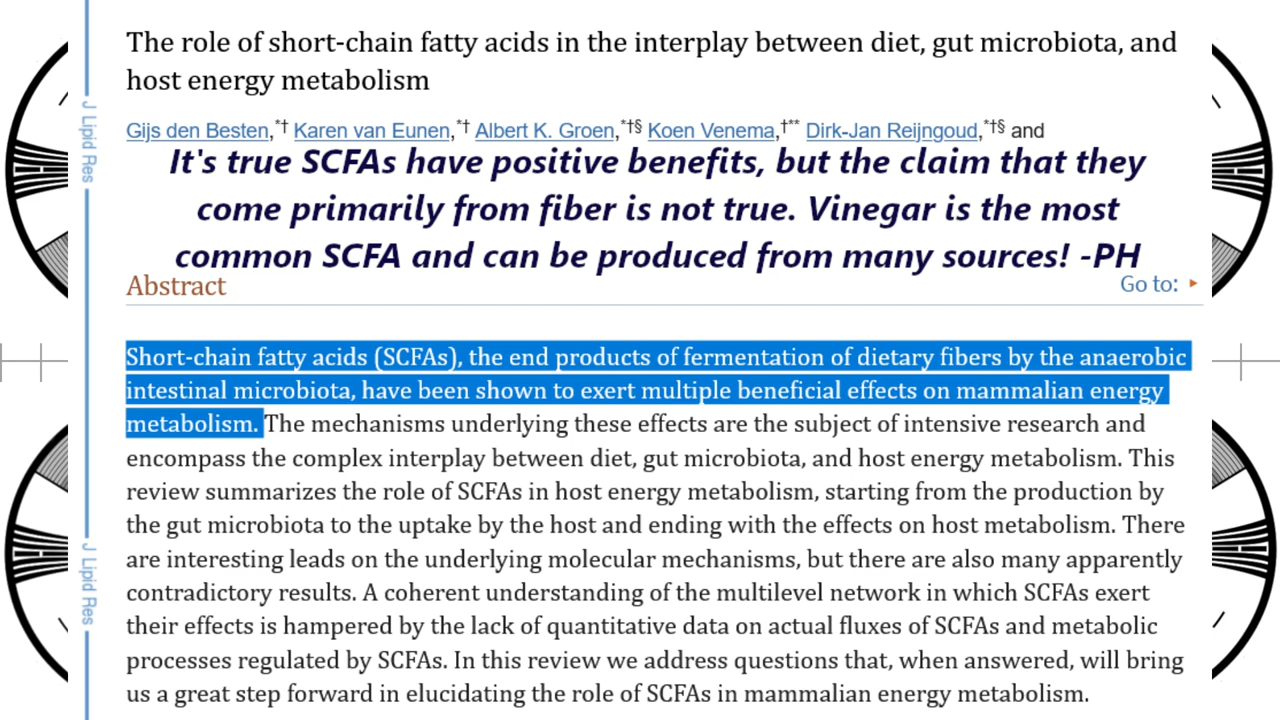 The role of short-chain fatty acids in the interplay between diet, gut microbiota, and
host energy metabolism
Gijs den Besten,*† Karen van Eunen,*† Albert K. Groen,*†§ Koen Venema,†** Dirk-Jan Reijngoud,*†§ and
It's true SCFAs have positive benefits, but the claim that they
come primarily from fiber is not true. Vinegar is the most
common SCFA and can be produced from many sources! -PH
Abstract
Go to:
Short-chain fatty acids (SCFAs), the end products of fermentation of dietary fibers by the anaerobic
intestinal microbiota, have been shown to exert multiple beneficial effects on mammalian energy
metabolism. The mechanisms underlying these effects are the subject of intensive research and
encompass the complex interplay between diet, gut microbiota, and host energy metabolism. This
review summarizes the role of SCFAs in host energy metabolism, starting from the production by
the gut microbiota to the uptake by the host and ending with the effects on host metabolism. There
are interesting leads on the underlying molecular mechanisms, but there are also many apparently
contradictory results. A coherent understanding of the multilevel network in which SCFAs exert
their effects is hampered by the lack of quantitative data on actual fluxes of SCFAs and metabolic
processes regulated by SCFAs. In this review we address questions that, when answered, will bring
us a great step forward in elucidating the role of SCFAs in mammalian energy metabolism.
J Lipid Res
J Lipid Res